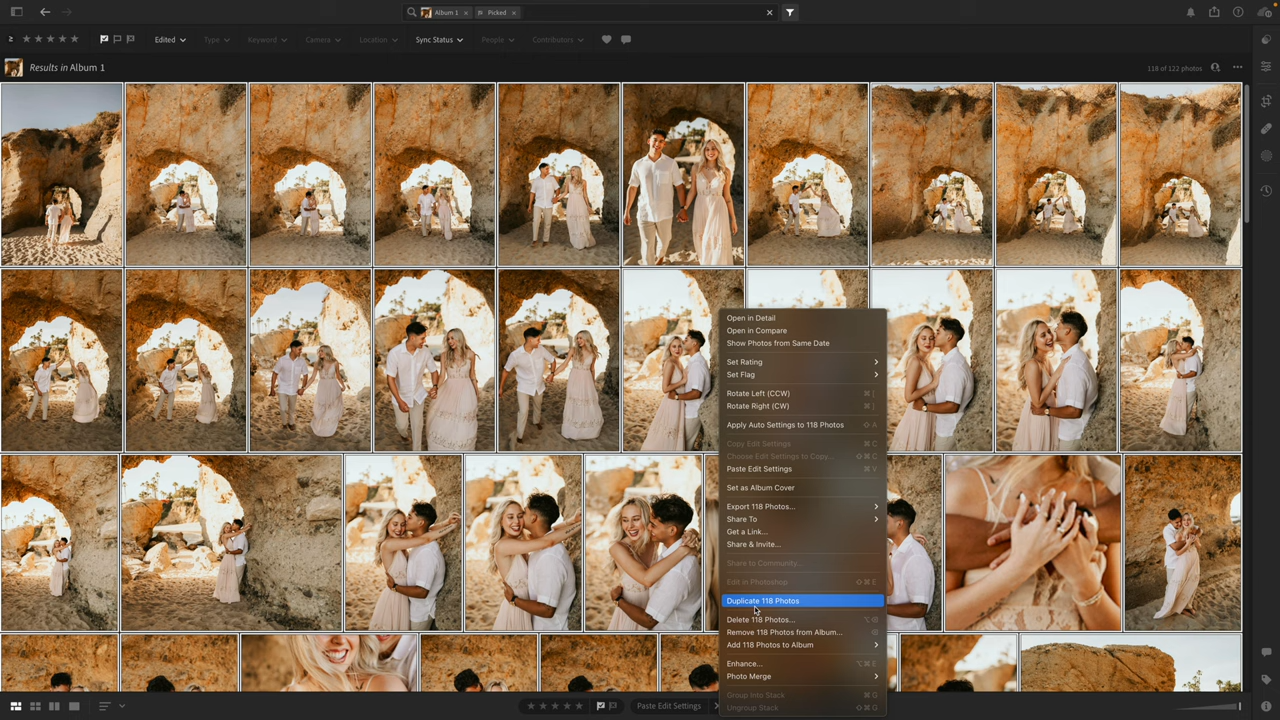 Album 1 × Picked ×
≥ Edited Type Keyword Camera Location Sync Status People Contributors
Results in Album 1
118 of 122 photos
Open in Detail
Open in Compare
Show Photos from Same Date
Set Rating
Set Flag
Rotate Left (CCW) ⌘ [
Rotate Right (CW) ⌘ ]
Apply Auto Settings to 118 Photos ⇧ A
Copy Edit Settings ⌘ C
Choose Edit Settings to Copy... ⇧ ⌘ C
Paste Edit Settings ⌘ V
Set as Album Cover
Export 118 Photos...
Share To
Get a Link...
Share & Invite...
Share to Community...
Edit in Photoshop ⇧ ⌘ E
Duplicate 118 Photos
Delete 118 Photos... ⌥ ⌫
Remove 118 Photos from Album... ⌫
Add 118 Photos to Album
Enhance... ⌥ ⌘ E
Photo Merge
Group Into Stack ⌘ G
Ungroup Stack ⇧ ⌘ G
Paste Edit Settings